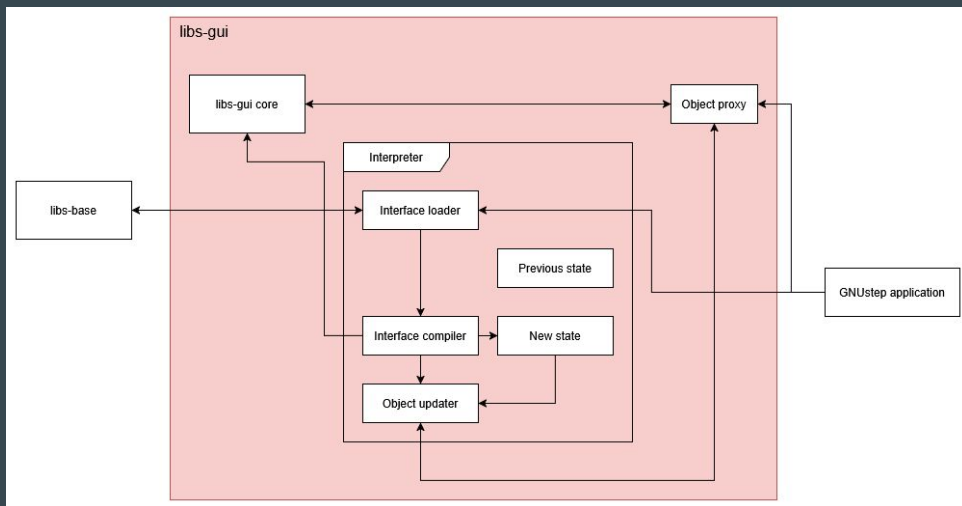 libs-gui
libs-gui core
Object proxy
Interpreter
libs-base
Interface loader
Previous state
GNUstep application
Interface compiler
New state
Object updater